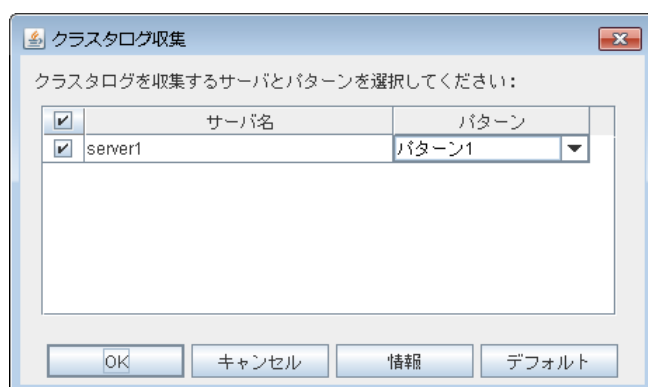 クラスタログ収集
クラスタログを収集するサーバとパターンを選択してください：
サーバ名 パターン
server1 パターン1
OK キャンセル 情報 デフォルト